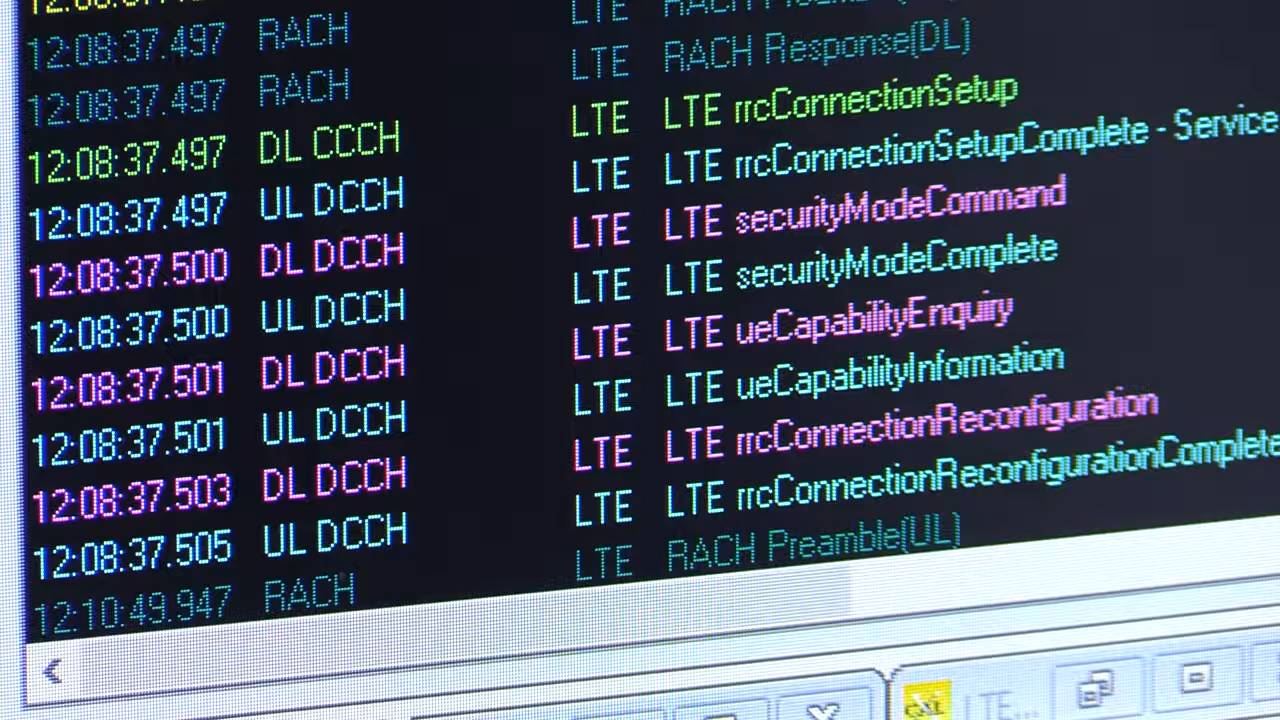 12:08:37.497 RACH LTE RACH
12:08:37.497 RACH LTE RACH Response(DL)
12:08:37.497 DL CCCH LTE LTE rrcConnectionSetup
12:08:37.497 UL DCCH LTE LTE rrcConnectionSetupComplete - Service
12:08:37.500 DL DCCH LTE LTE securityModeCommand
12:08:37.500 UL DCCH LTE LTE securityModeComplete
12:08:37.501 DL DCCH LTE LTE ueCapabilityEnquiry
12:08:37.501 UL DCCH LTE LTE ueCapabilityInformation
12:08:37.503 DL DCCH LTE LTE rrcConnectionReconfiguration
12:08:37.505 UL DCCH LTE LTE rrcConnectionReconfigurationComplete
12:10:49.947 RACH LTE RACH Preamble(UL)
LTE...